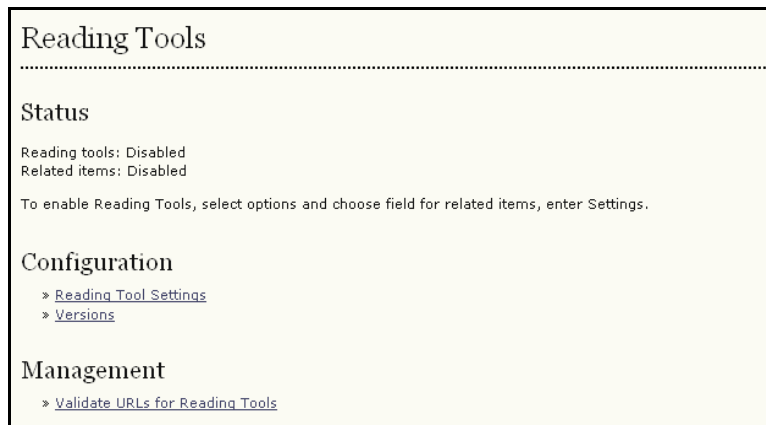 Reading Tools
Status
Reading tools: Disabled
Related items: Disabled
To enable Reading Tools, select options and choose field for related items, enter Settings.
Configuration
» Reading Tool Settings
» Versions
Management
» Validate URLs for Reading Tools